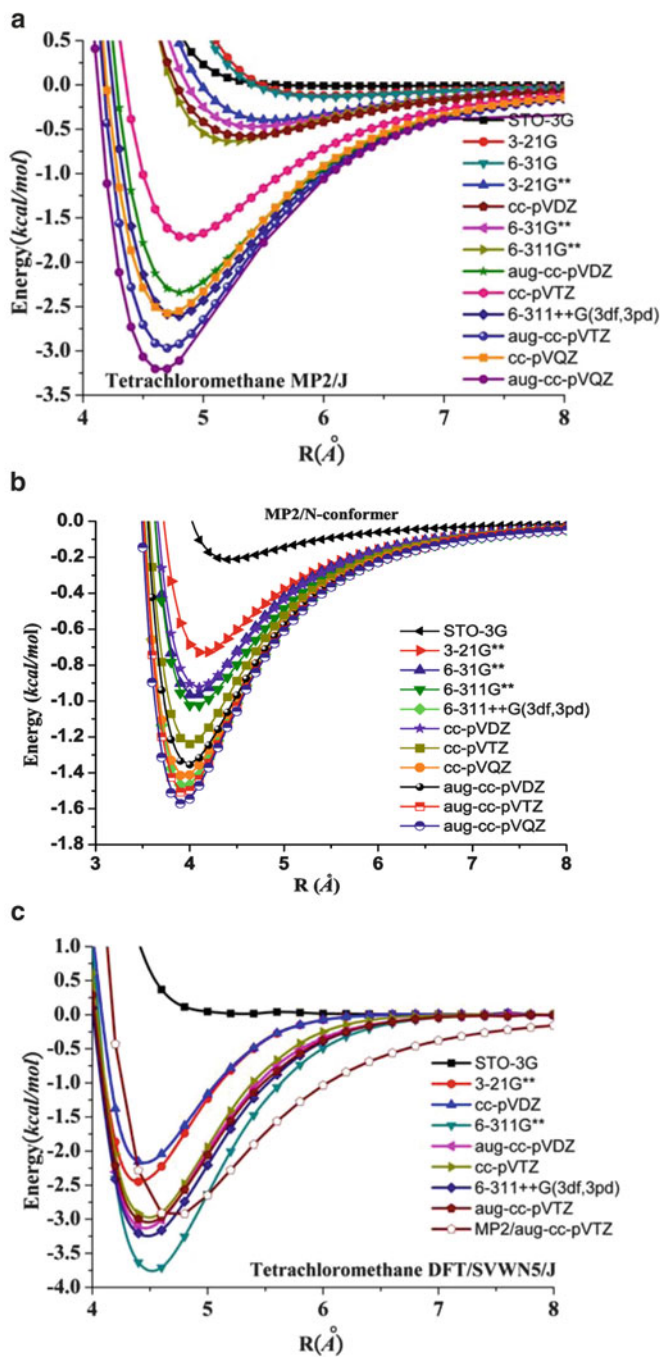 a
0.5
0.0
-0.5
-1.0
-1.5
-2.0
-2.5
-3.0
-3.5
Energy(kcal/mol)
STO-3G
3-21G
6-31G
3-21G**
cc-pVDZ
6-31G**
6-311G**
aug-cc-pVDZ
cc-pVTZ
6-311++G(3df,3pd)
aug-cc-pVTZ
cc-pVQZ
aug-cc-pVQZ
Tetrachloromethane MP2/J
4 5 6 7 8
R(Å)
b
MP2/N-conformer
0.0
-0.2
-0.4
-0.6
-0.8
-1.0
-1.2
-1.4
-1.6
-1.8
Energy (kcal/mol)
STO-3G
3-21G**
6-31G**
6-311G**
6-311++G(3df,3pd)
cc-pVDZ
cc-pVTZ
cc-pVQZ
aug-cc-pVDZ
aug-cc-pVTZ
aug-cc-pVQZ
3 4 5 6 7 8
R (Å)
c
1.0
0.5
0.0
-0.5
-1.0
-1.5
-2.0
-2.5
-3.0
-3.5
-4.0
Energy(kcal/mol)
STO-3G
3-21G**
cc-pVDZ
6-311G**
aug-cc-pVDZ
cc-pVTZ
6-311++G(3df,3pd)
aug-cc-pVTZ
MP2/aug-cc-pVTZ
Tetrachloromethane DFT/SVWN5/J
4 5 6 7 8
R(Å)